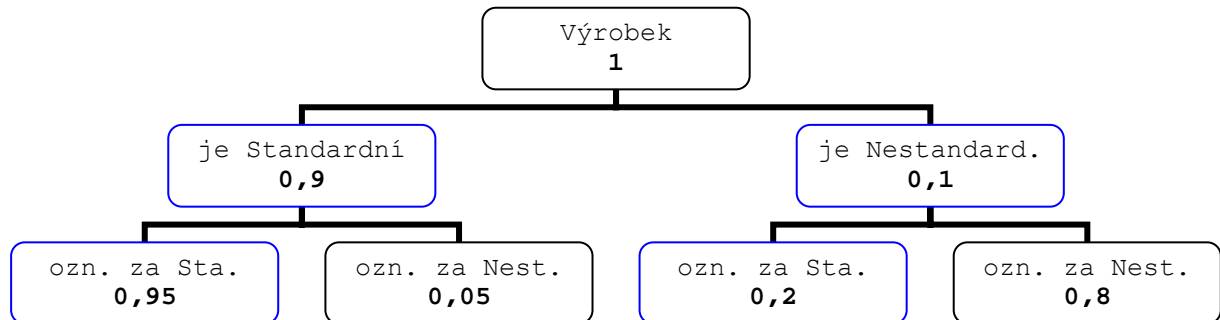 Výrobek
1
je Standardní
0,9
je Nestandard.
0,1
ozn. za Sta.
0,95
ozn. za Nest.
0,05
ozn. za Sta.
0,2
ozn. za Nest.
0,8